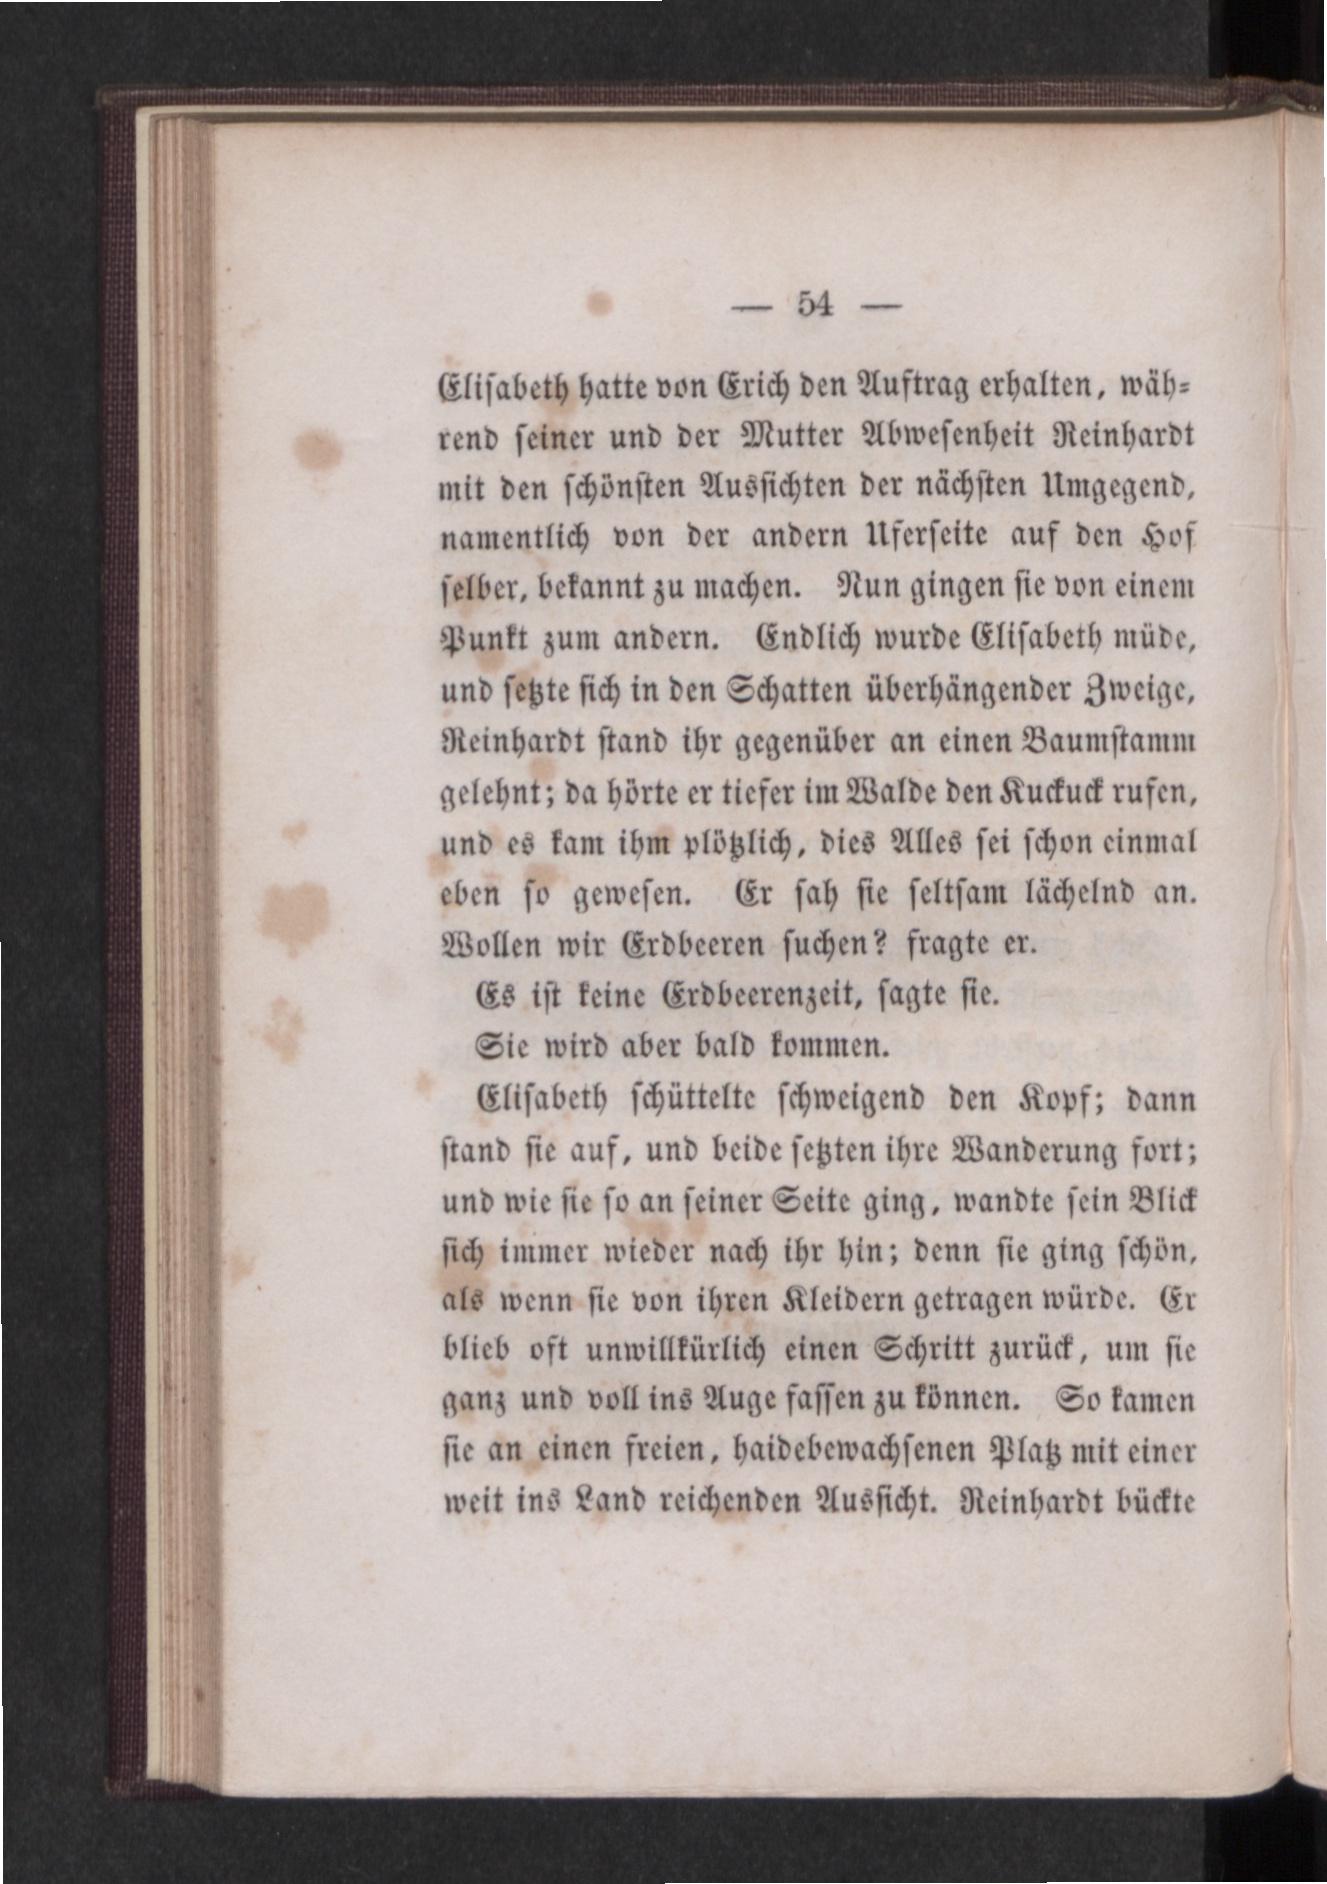 — 54 —
Elisabeth hatte von Erich den Auftrag erhalten, wäh-
rend seiner und der Mutter Abwesenheit Reinhardt
mit den schönsten Aussichten der nächsten Umgegend,
namentlich von der andern Uferseite auf den Hof
selber, bekannt zu machen. Nun gingen sie von einem
Punkt zum andern. Endlich wurde Elisabeth müde,
und setzte sich in den Schatten überhängender Zweige,
Reinhardt stand ihr gegenüber an einen Baumstamm
gelehnt; da hörte er tiefer im Walde den Kuckuck rufen,
und es kam ihm plötzlich, dies Alles sei schon einmal
eben so gewesen. Er sah sie seltsam lächelnd an.
Wollen wir Erdbeeren suchen? fragte er.
Es ist keine Erdbeerenzeit, sagte sie.
Sie wird aber bald kommen.
Elisabeth schüttelte schweigend den Kopf; dann
stand sie auf, und beide setzten ihre Wanderung fort;
und wie sie so an seiner Seite ging, wandte sein Blick
sich immer wieder nach ihr hin; denn sie ging schön,
als wenn sie von ihren Kleidern getragen würde. Er
blieb oft unwillkürlich einen Schritt zurück, um sie
ganz und voll ins Auge fassen zu können. So kamen
sie an einen freien, haidebewachsenen Platz mit einer
weit ins Land reichenden Aussicht. Reinhardt bückte